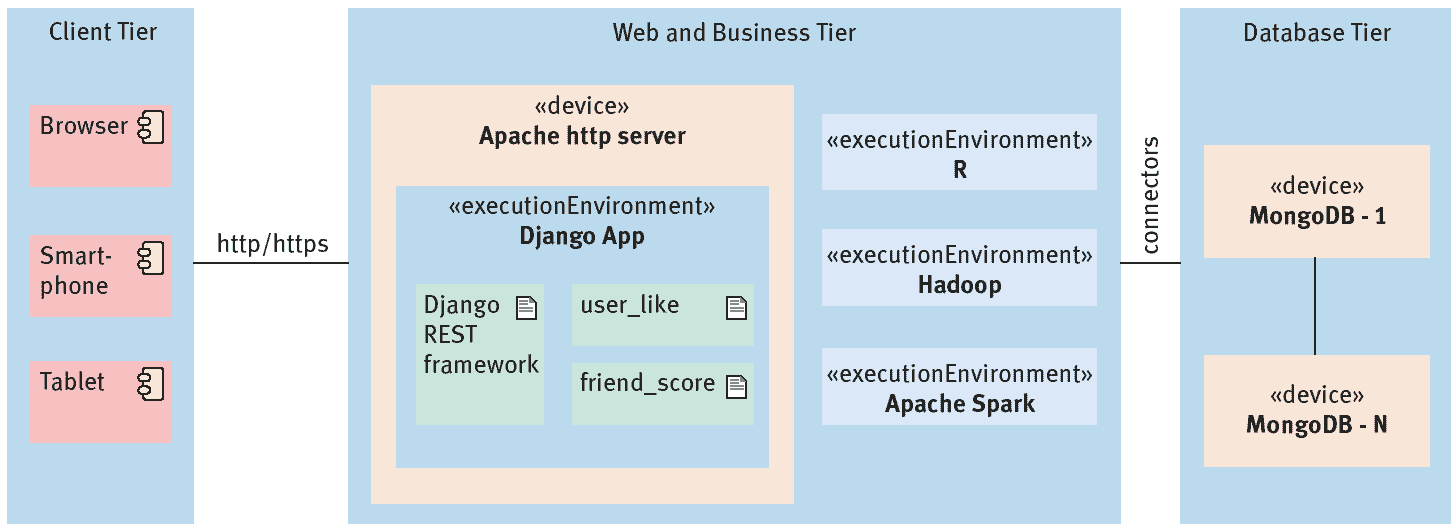 Client Tier
Browser
Smart-
phone
Tablet
http/https
Web and Business Tier
«device»
Apache http server
«executionEnvironment»
Django App
Django
REST
framework
user_like
friend_score
«executionEnvironment»
R
«executionEnvironment»
Hadoop
«executionEnvironment»
Apache Spark
connectors
Database Tier
«device»
MongoDB - 1
«device»
MongoDB - N